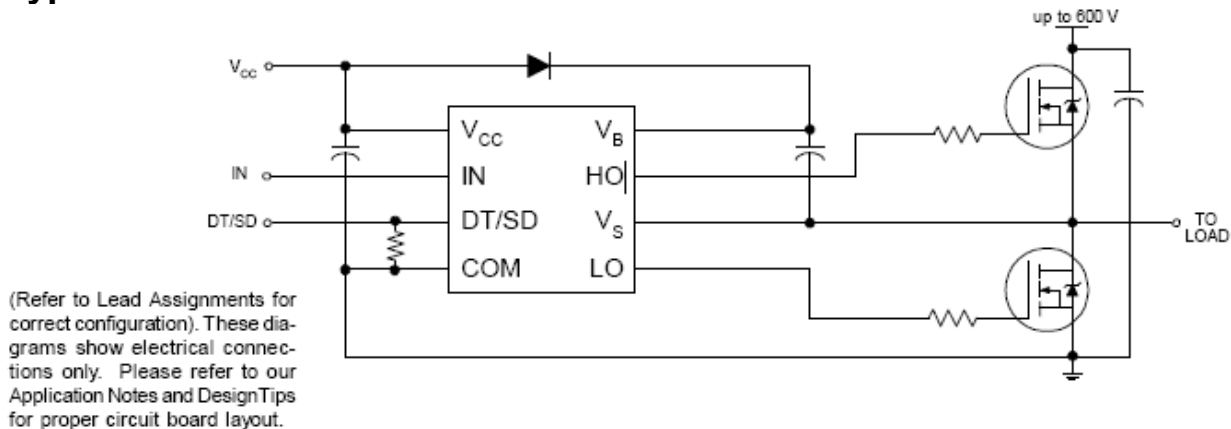 up to 600 V
VCC
VCC
VB
IN
IN
HO
DT/SD
DT/SD
VS
TO
LOAD
COM
LO
(Refer to Lead Assignments for
correct configuration). These dia-
grams show electrical connec-
tions only. Please refer to our
Application Notes and DesignTips
for proper circuit board layout.